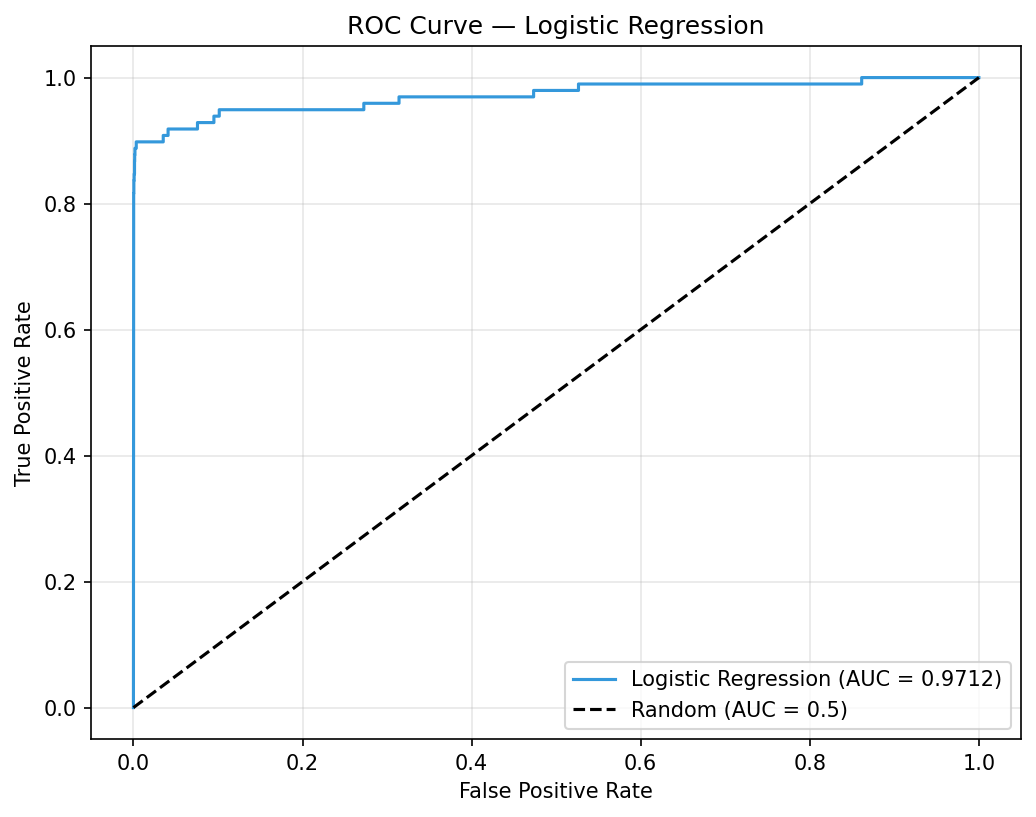 ROC Curve — Logistic Regression
True Positive Rate
1.0
0.8
0.6
0.4
0.2
0.0
Logistic Regression (AUC = 0.9712)
Random (AUC = 0.5)
0.0 0.2 0.4 0.6 0.8 1.0
False Positive Rate